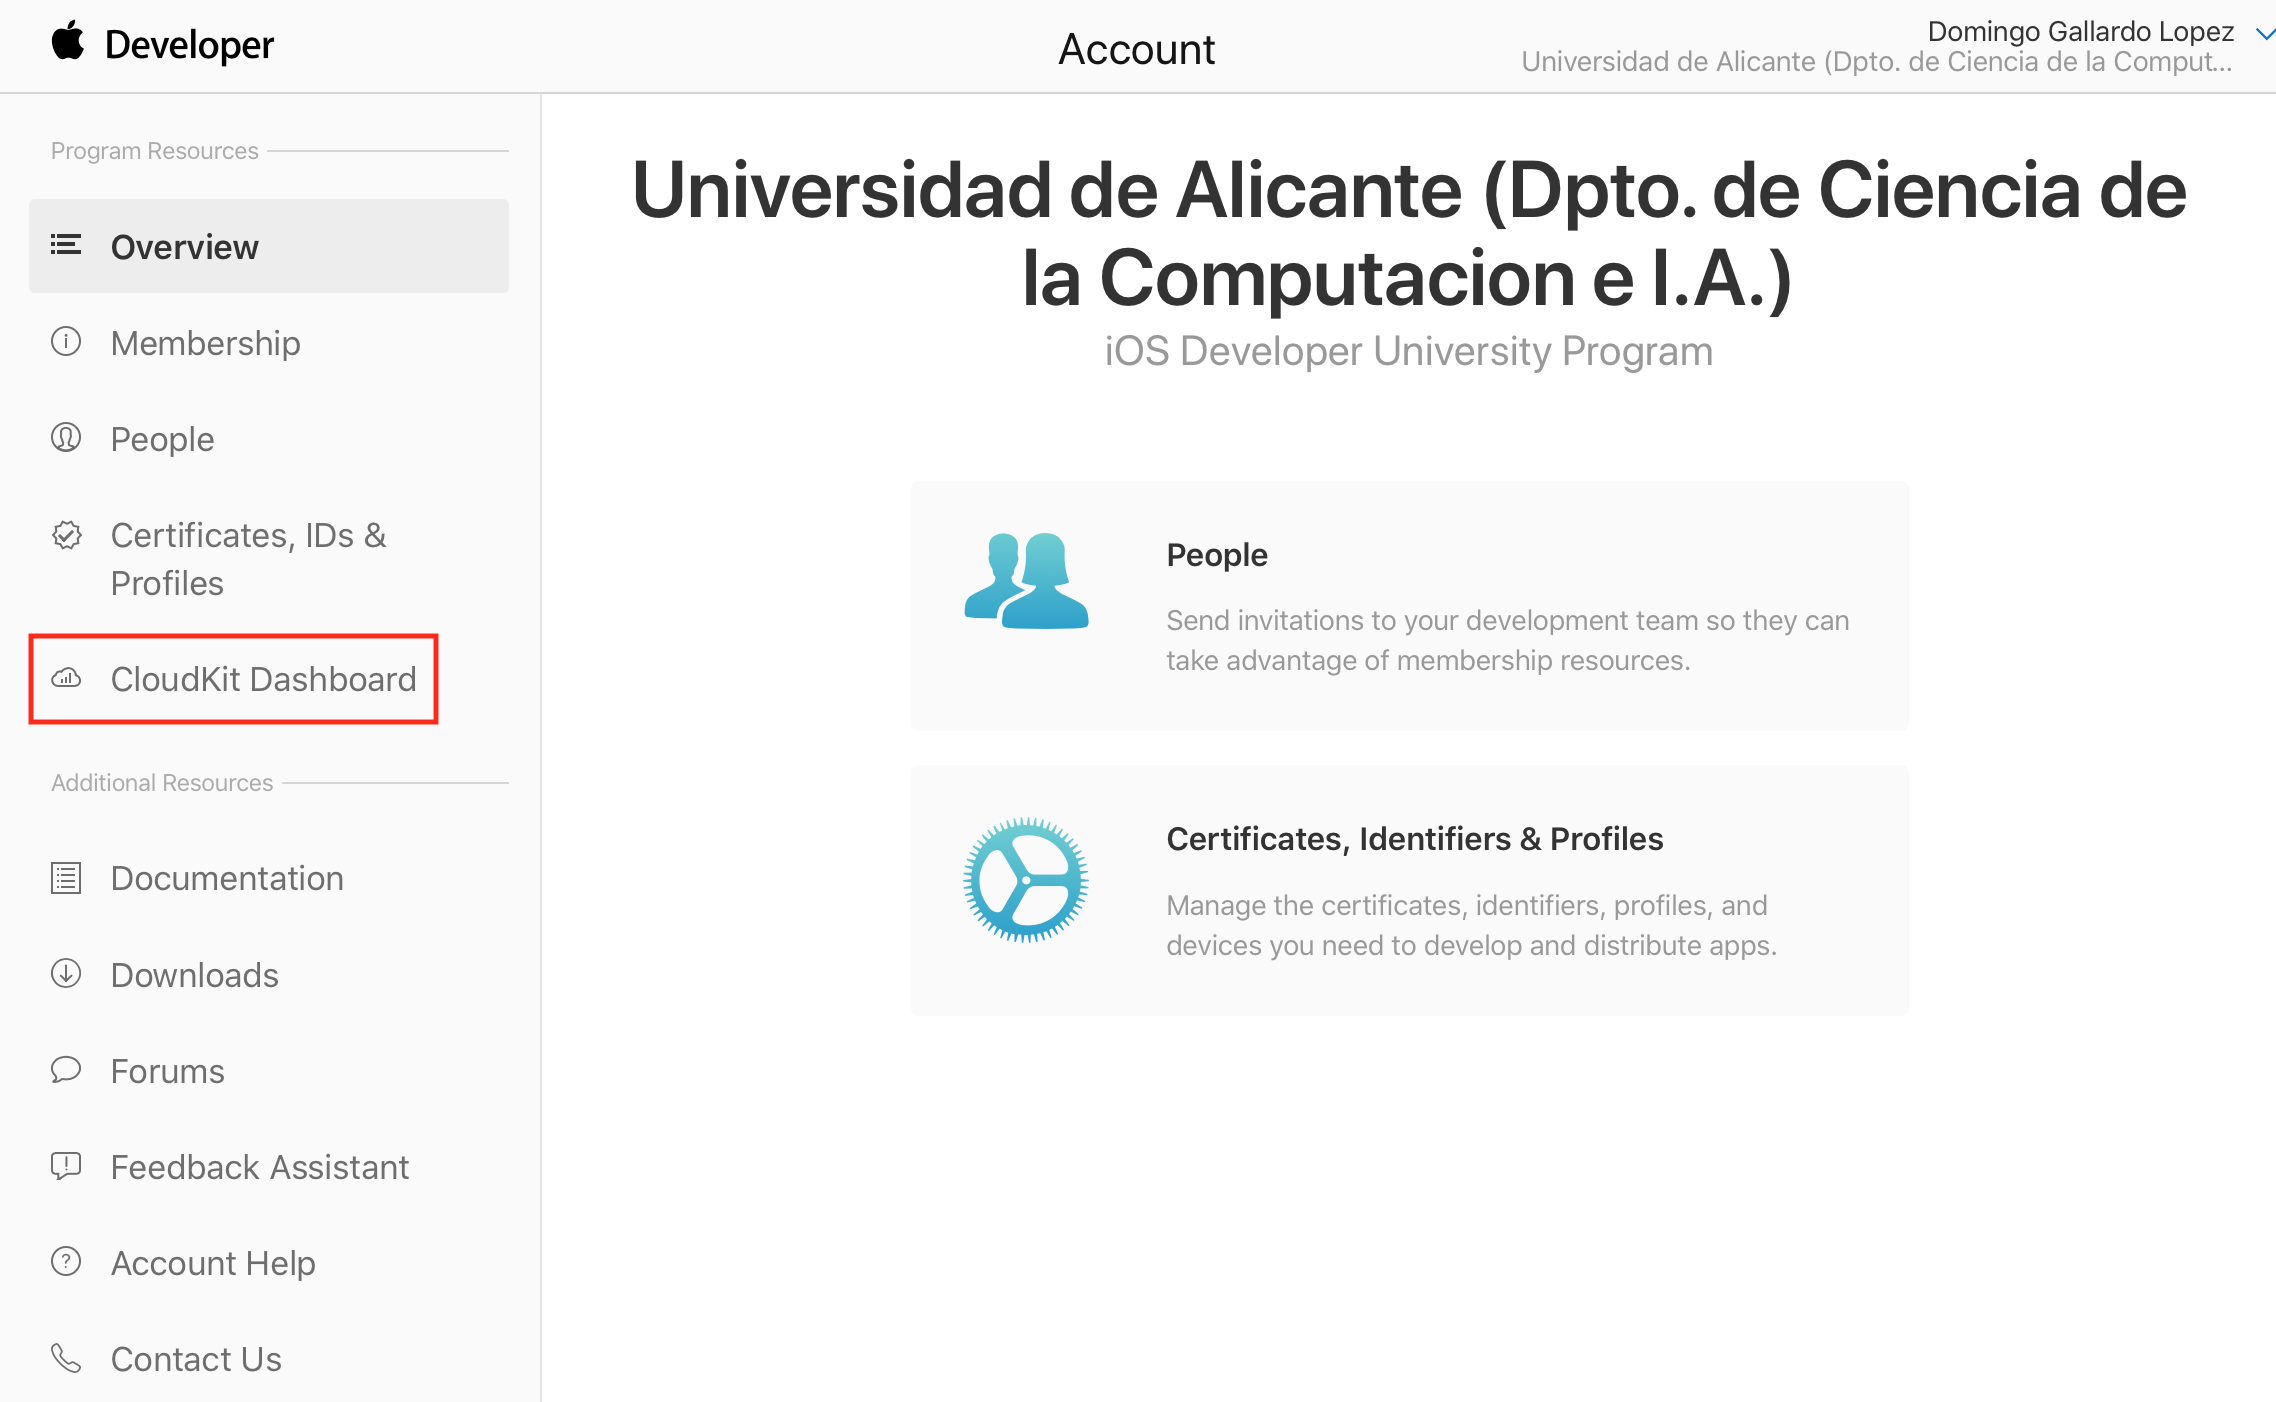 Developer
Account
Domingo Gallardo Lopez
Universidad de Alicante (Dpto. de Ciencia de la Comput...
Program Resources
Overview
Membership
People
Certificates, IDs &
Profiles
CloudKit Dashboard
Additional Resources
Documentation
Downloads
Forums
Feedback Assistant
Account Help
Contact Us
Universidad de Alicante (Dpto. de Ciencia de
la Computacion e I.A.)
iOS Developer University Program
People
Send invitations to your development team so they can
take advantage of membership resources.
Certificates, Identifiers & Profiles
Manage the certificates, identifiers, profiles, and
devices you need to develop and distribute apps.